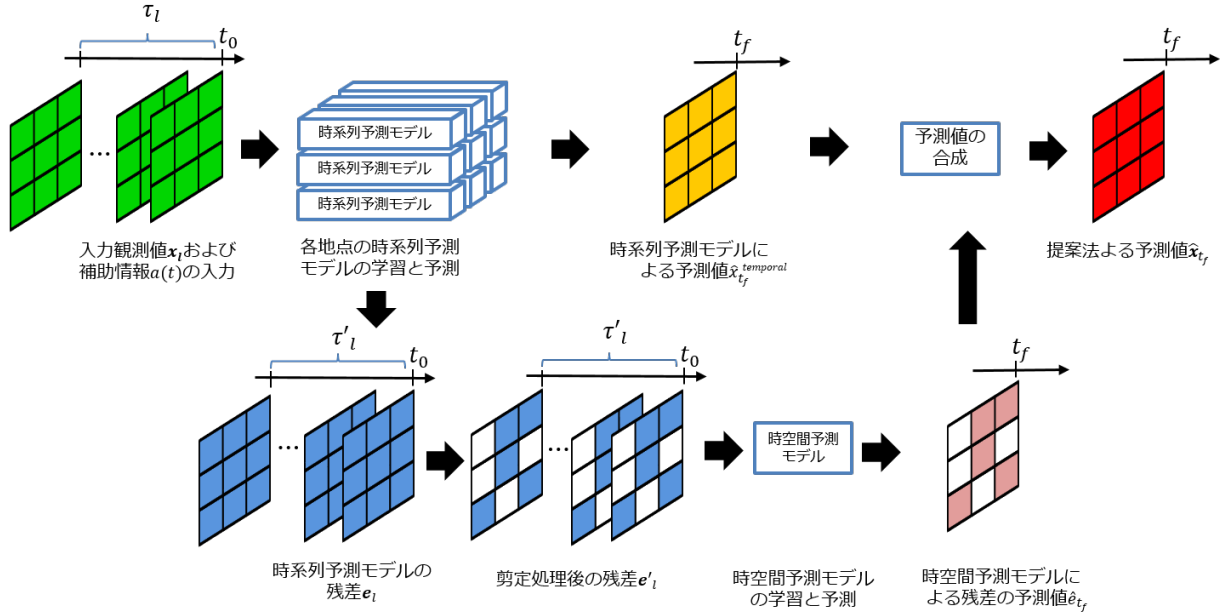 τ_l
t_0
t_f
t_f
…
時系列予測モデル
時系列予測モデル
時系列予測モデル
予測値の
合成
入力観測値x_lおよび
補助情報a(t)の入力
各地点の時系列予測
モデルの学習と予測
時系列予測モデルに
よる予測値x̂_{t_f}^{temporal}
提案法よる予測値x̂_{t_f}
τ'_l
t_0
τ'_l
t_0
t_f
…
…
時空間予測
モデル
時系列予測モデルの
残差e_l
剪定処理後の残差e'_l
時空間予測モデル
の学習と予測
時空間予測モデルに
よる残差の予測値ê_{t_f}